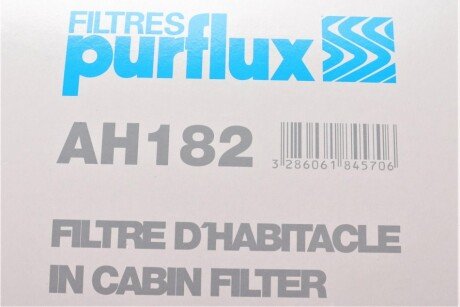 FILTRES
purflux
AH182
3 286061 845706
FILTRE D'HABITACLE
IN CABIN FILTER